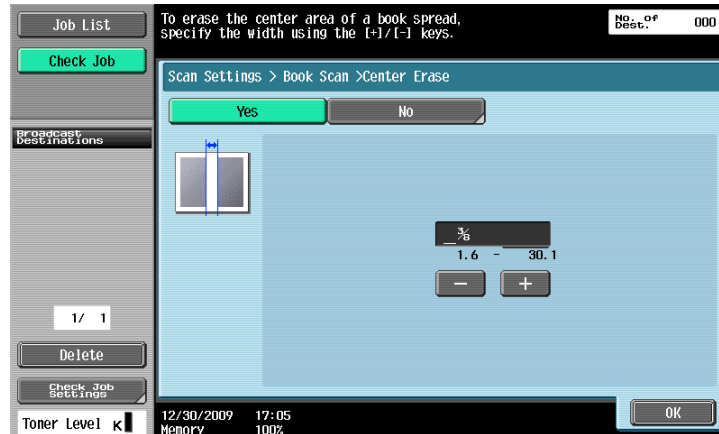 Job List
Check Job
Broadcast
Destinations
1/ 1
Delete
Check Job
Settings
Toner Level K
To erase the center area of a book spread,
specify the width using the [+]/[-] keys.
No. of
Dest. 000
Scan Settings > Book Scan >Center Erase
Yes No
_⅜
1.6 - 30.1
− +
OK
12/30/2009 17:05
Memory 100%